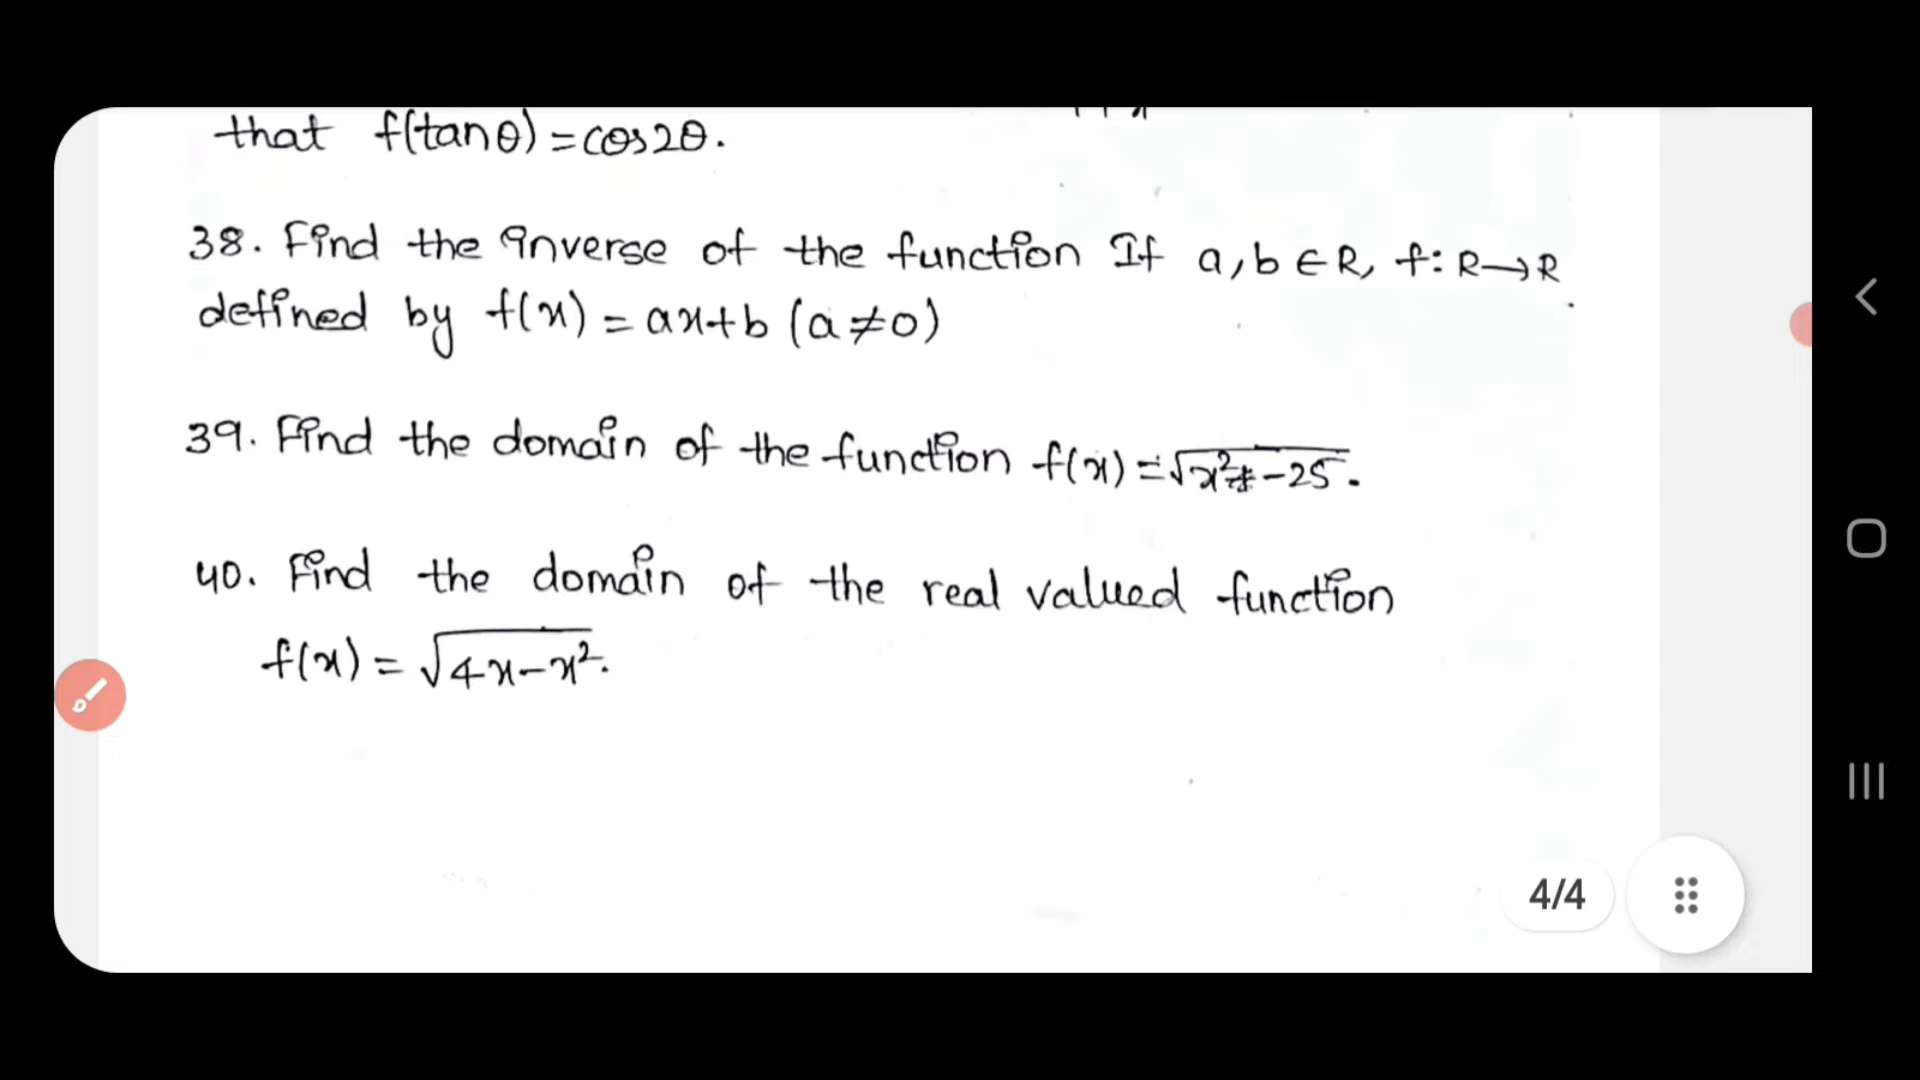 that f(tanθ) = cos2θ.
38. Find the inverse of the function If a, b ∈ R, f: R→R
defined by f(x) = ax+b (a≠0)
39. Find the domain of the function f(x) = √x²-25.
40. Find the domain of the real valued function
f(x) = √4x-x².
4/4